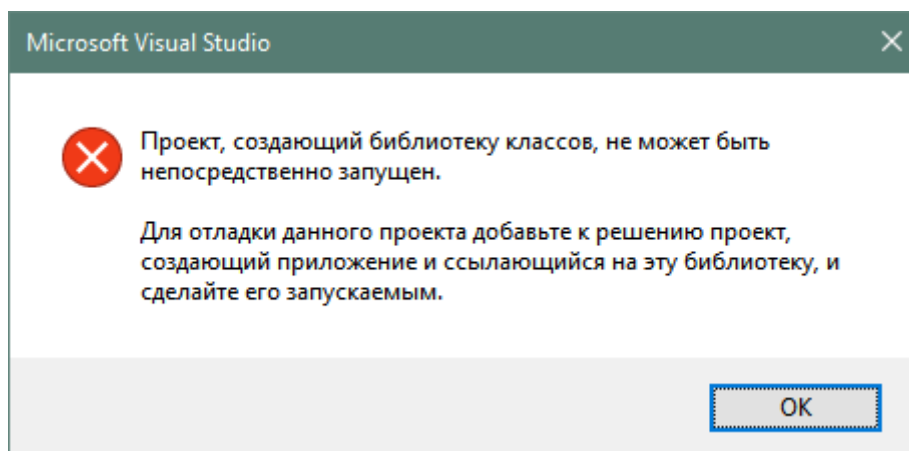 Microsoft Visual Studio
Проект, создающий библиотеку классов, не может быть
непосредственно запущен.
Для отладки данного проекта добавьте к решению проект,
создающий приложение и ссылающийся на эту библиотеку, и
сделайте его запускаемым.
OK